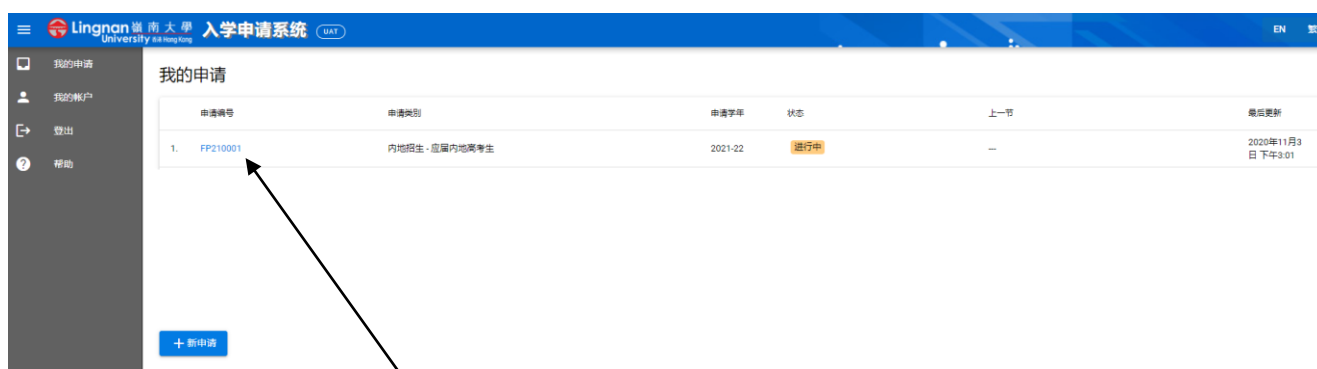 Lingnan 嶺南大學 入学申请系统 UAT EN 繁
University 香港 Hong Kong
我的申请
我的帐户
登出
帮助
我的申请
申请编号 申请类别 申请学年 状态 上一节 最后更新
1. FP210001 内地招生 - 应届内地高考生 2021-22 进行中 — 2020年11月3
日 下午3:01
+ 新申请